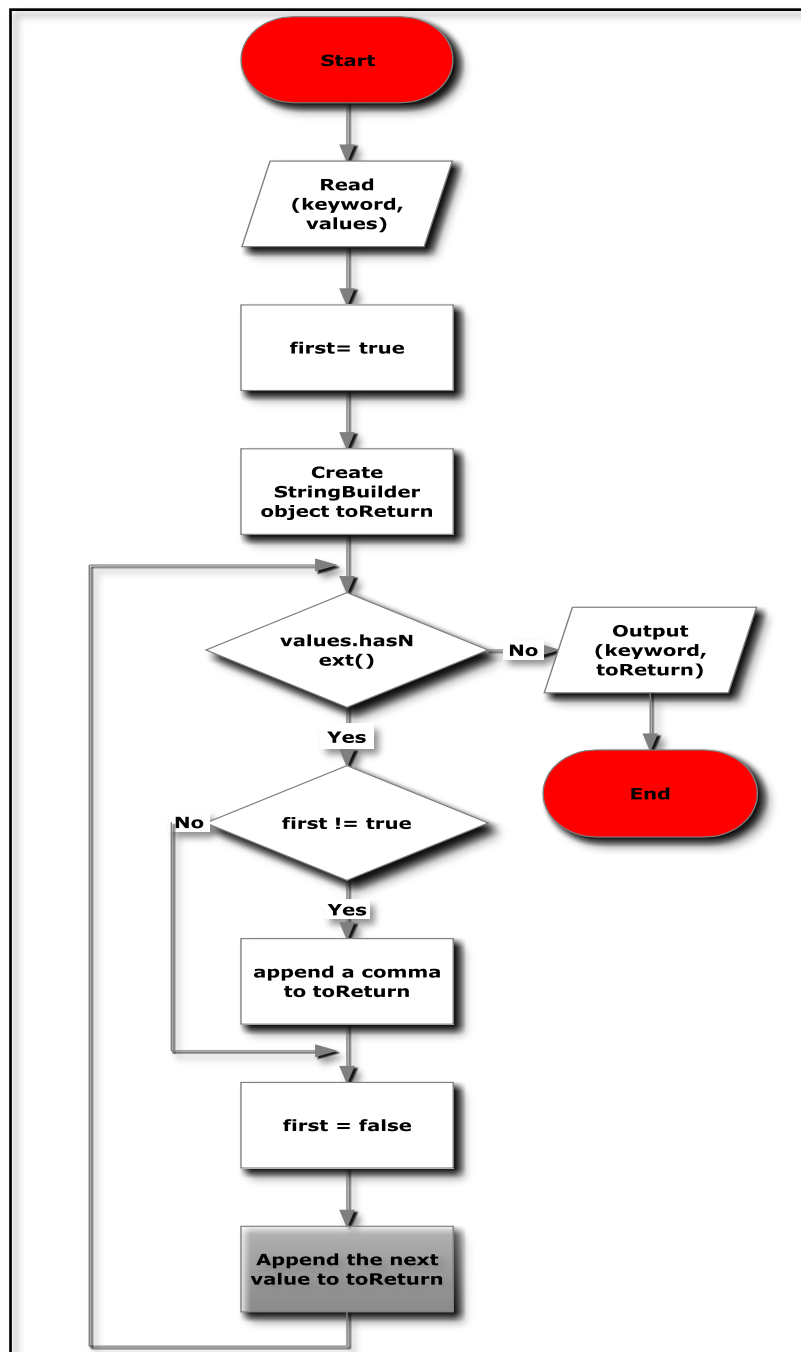 Start
Read
(keyword,
values)
first= true
Create
StringBuilder
object toReturn
values.hasN
ext()
No
Output
(keyword,
toReturn)
Yes
End
first != true
No
Yes
append a comma
to toReturn
first = false
Append the next
value to toReturn